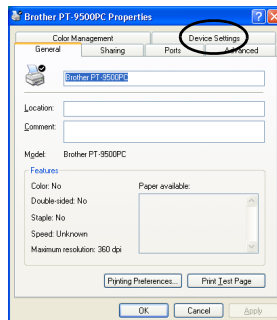 Brother PT-9500PC Properties
Color Management
Device Settings
General
Sharing
Ports
Advanced
Brother PT-9500PC
Location:
Comment:
Model:
Brother PT-9500PC
Features
Color: No
Paper available:
Double-sided: No
Staple: No
Speed: Unknown
Maximum resolution: 360 dpi
Printing Preferences...
Print Test Page
OK
Cancel
Apply